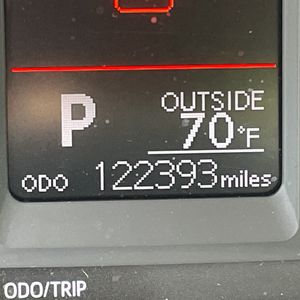 P OUTSIDE
70°F
ODO 122393 miles
ODO/TRIP